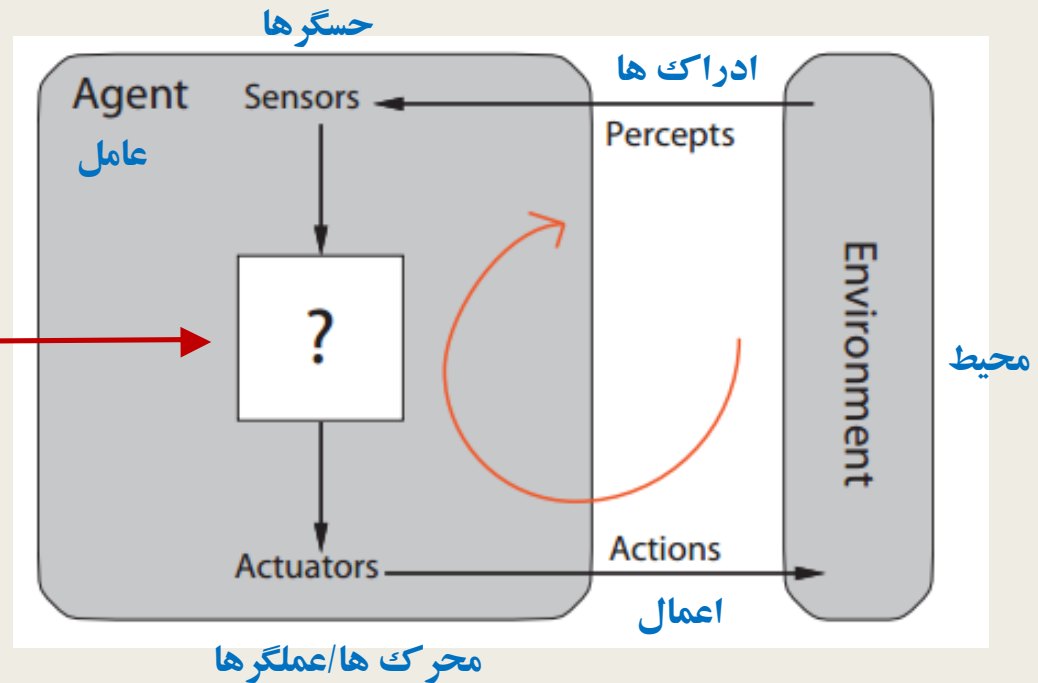 حسگرها
Agent
Sensors
ادراک ها
Percepts
عامل
?
Environment
محیط
Actuators
Actions
اعمال
محرک ها/عملگرها